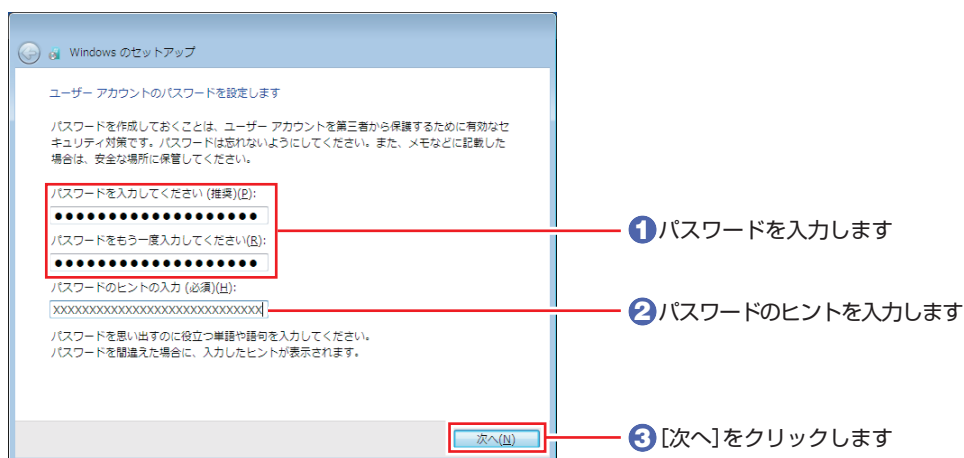 Windows のセットアップ
ユーザー アカウントのパスワードを設定します
パスワードを作成しておくことは、ユーザー アカウントを第三者から保護するために有効なセ
キュリティ対策です。パスワードは忘れないようにしてください。また、メモなどに記載した
場合は、安全な場所に保管してください。
パスワードを入力してください (推奨)(P):
●●●●●●●●●●●●●●●●●●●
パスワードをもう一度入力してください(R):
●●●●●●●●●●●●●●●●●●●
❶パスワードを入力します
パスワードのヒントの入力 (必須)(H):
XXXXXXXXXXXXXXXXXXXXXXXXXXXXX
❷パスワードのヒントを入力します
パスワードを思い出すのに役立つ単語や語句を入力してください。
パスワードを間違えた場合に、入力したヒントが表示されます。
次へ(N)
❸[次へ]をクリックします